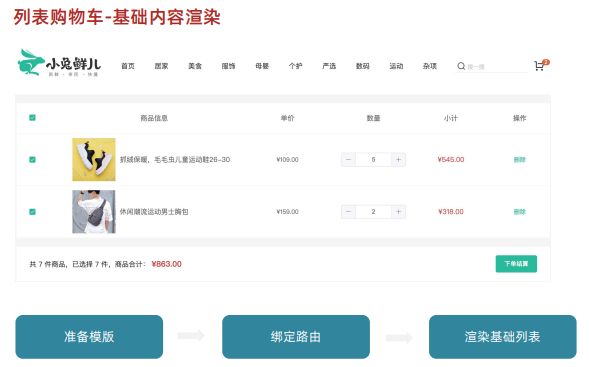 列表购物车-基础内容渲染
小兔鲜儿
新鲜・亲民・快捷
首页 居家 美食 服饰 母婴 个护 严选 数码 运动 杂项 搜一搜 2
商品信息 单价 数量 小计 操作
抓绒保暖，毛毛虫儿童运动鞋26-30 ¥109.00 − 5 + ¥545.00 删除
休闲潮流运动男士胸包 ¥159.00 − 2 + ¥318.00 删除
共 7 件商品，已选择 7 件，商品合计： ¥863.00 下单结算
准备模版 绑定路由 渲染基础列表